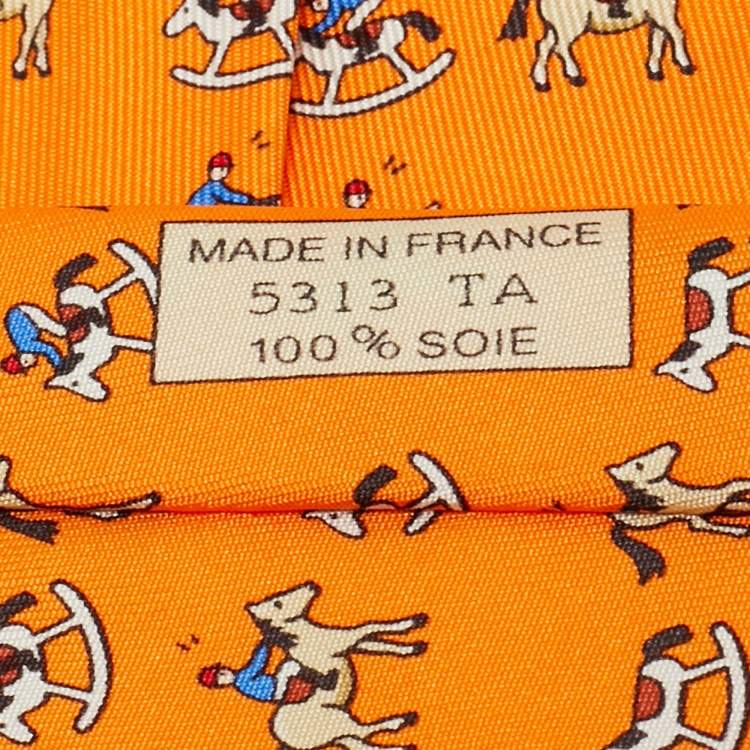 MADE IN FRANCE
5313 TA
100% SOIE